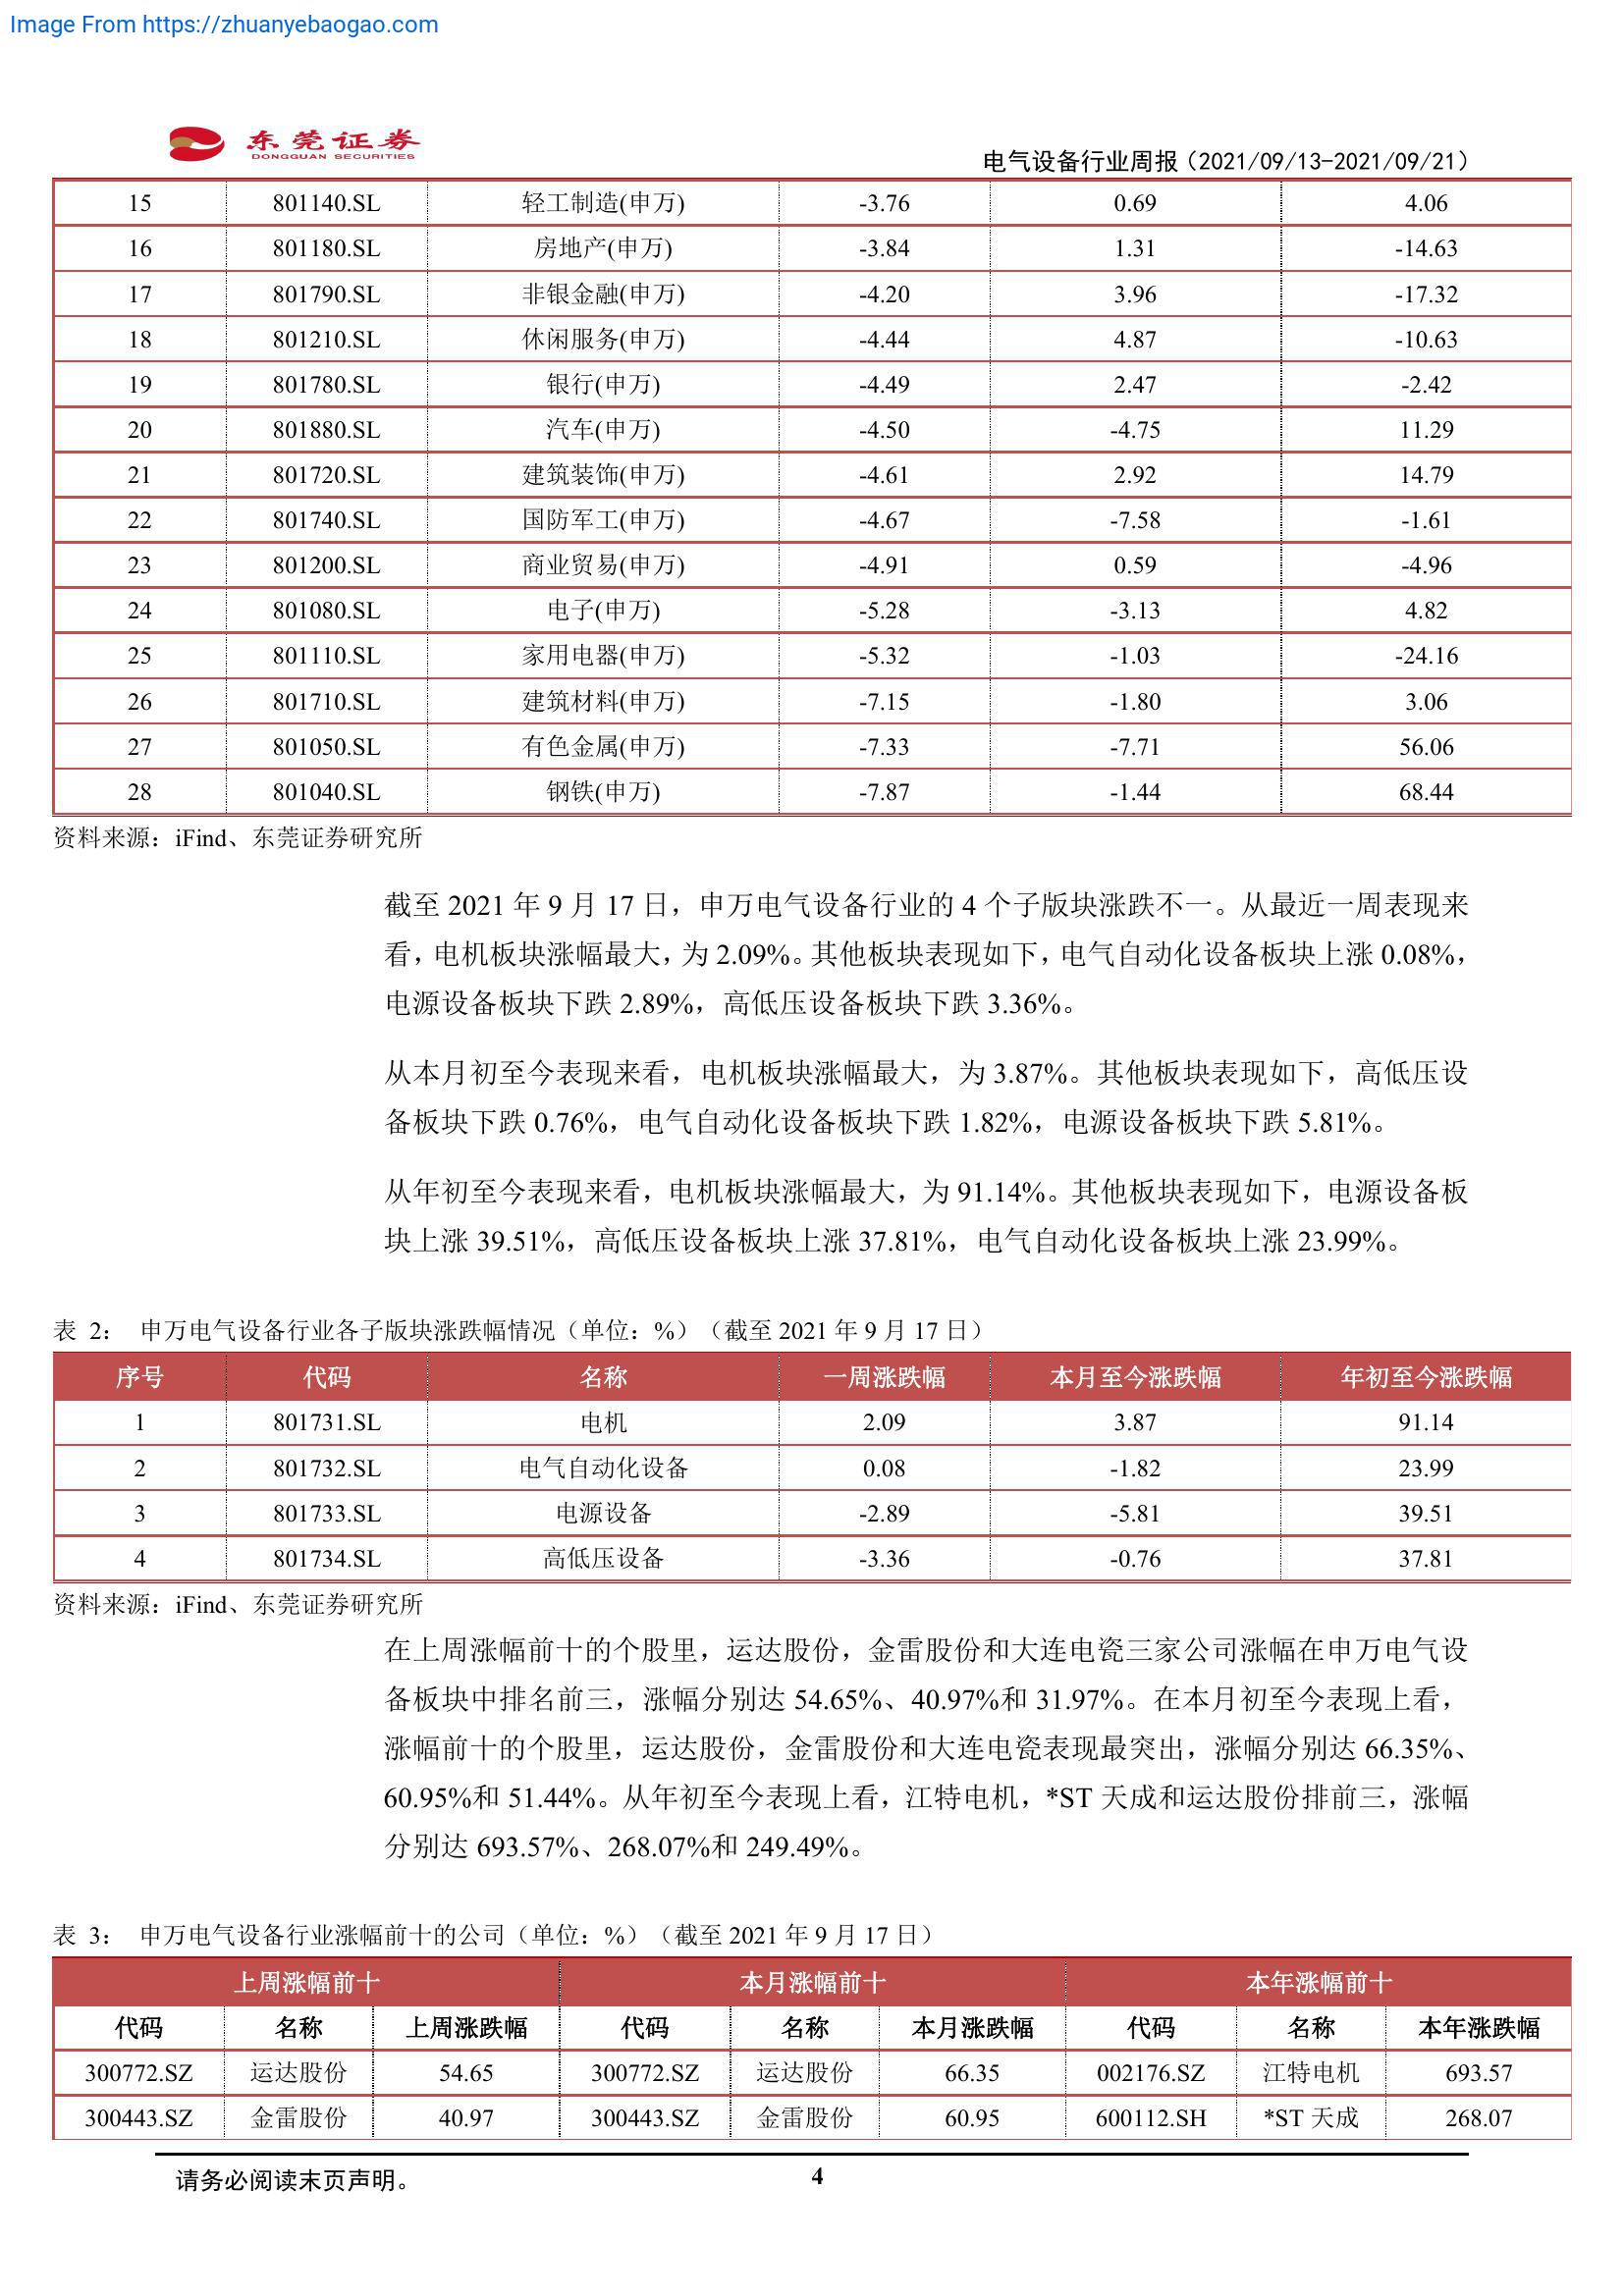 Image From https://zhuanyebaogao.com
东莞证券
DONGGUAN SECURITIES
电气设备行业周报（2021/09/13-2021/09/21）
15 801140.SL 轻工制造(申万) -3.76 0.69 4.06
16 801180.SL 房地产(申万) -3.84 1.31 -14.63
17 801790.SL 非银金融(申万) -4.20 3.96 -17.32
18 801210.SL 休闲服务(申万) -4.44 4.87 -10.63
19 801780.SL 银行(申万) -4.49 2.47 -2.42
20 801880.SL 汽车(申万) -4.50 -4.75 11.29
21 801720.SL 建筑装饰(申万) -4.61 2.92 14.79
22 801740.SL 国防军工(申万) -4.67 -7.58 -1.61
23 801200.SL 商业贸易(申万) -4.91 0.59 -4.96
24 801080.SL 电子(申万) -5.28 -3.13 4.82
25 801110.SL 家用电器(申万) -5.32 -1.03 -24.16
26 801710.SL 建筑材料(申万) -7.15 -1.80 3.06
27 801050.SL 有色金属(申万) -7.33 -7.71 56.06
28 801040.SL 钢铁(申万) -7.87 -1.44 68.44
资料来源：iFind、东莞证券研究所
截至 2021 年 9 月 17 日，申万电气设备行业的 4 个子版块涨跌不一。从最近一周表现来
看，电机板块涨幅最大，为 2.09%。其他板块表现如下，电气自动化设备板块上涨 0.08%，
电源设备板块下跌 2.89%，高低压设备板块下跌 3.36%。
从本月初至今表现来看，电机板块涨幅最大，为 3.87%。其他板块表现如下，高低压设
备板块下跌 0.76%，电气自动化设备板块下跌 1.82%，电源设备板块下跌 5.81%。
从年初至今表现来看，电机板块涨幅最大，为 91.14%。其他板块表现如下，电源设备板
块上涨 39.51%，高低压设备板块上涨 37.81%，电气自动化设备板块上涨 23.99%。
表 2： 申万电气设备行业各子版块涨跌幅情况（单位：%）（截至 2021 年 9 月 17 日）
序号 代码 名称 一周涨跌幅 本月至今涨跌幅 年初至今涨跌幅
1 801731.SL 电机 2.09 3.87 91.14
2 801732.SL 电气自动化设备 0.08 -1.82 23.99
3 801733.SL 电源设备 -2.89 -5.81 39.51
4 801734.SL 高低压设备 -3.36 -0.76 37.81
资料来源：iFind、东莞证券研究所
在上周涨幅前十的个股里，运达股份，金雷股份和大连电瓷三家公司涨幅在申万电气设
备板块中排名前三，涨幅分别达 54.65%、40.97%和 31.97%。在本月初至今表现上看，
涨幅前十的个股里，运达股份，金雷股份和大连电瓷表现最突出，涨幅分别达 66.35%、
60.95%和 51.44%。从年初至今表现上看，江特电机，*ST 天成和运达股份排前三，涨幅
分别达 693.57%、268.07%和 249.49%。
表 3： 申万电气设备行业涨幅前十的公司（单位：%）（截至 2021 年 9 月 17 日）
上周涨幅前十 本月涨幅前十 本年涨幅前十
代码 名称 上周涨跌幅 代码 名称 本月涨跌幅 代码 名称 本年涨跌幅
300772.SZ 运达股份 54.65 300772.SZ 运达股份 66.35 002176.SZ 江特电机 693.57
300443.SZ 金雷股份 40.97 300443.SZ 金雷股份 60.95 600112.SH *ST 天成 268.07
请务必阅读末页声明。
4